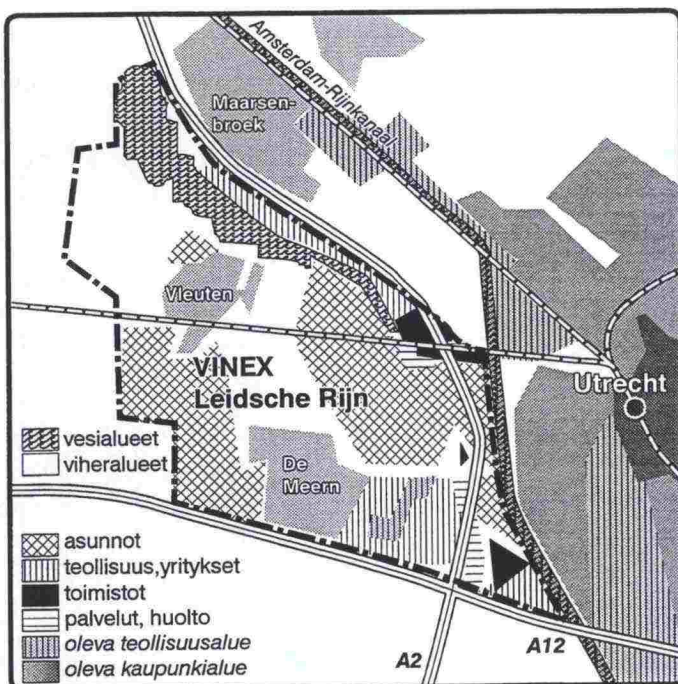 Amsterdam-Rijnkanaal
Maarsen-
broek
Vleuten
VINEX
Leidsche Rijn
Utrecht
De
Meern
vesialueet
viheralueet
asunnot
teollisuus,yritykset
toimistot
palvelut, huolto
oleva teollisuusalue
oleva kaupunkialue
A2
A12